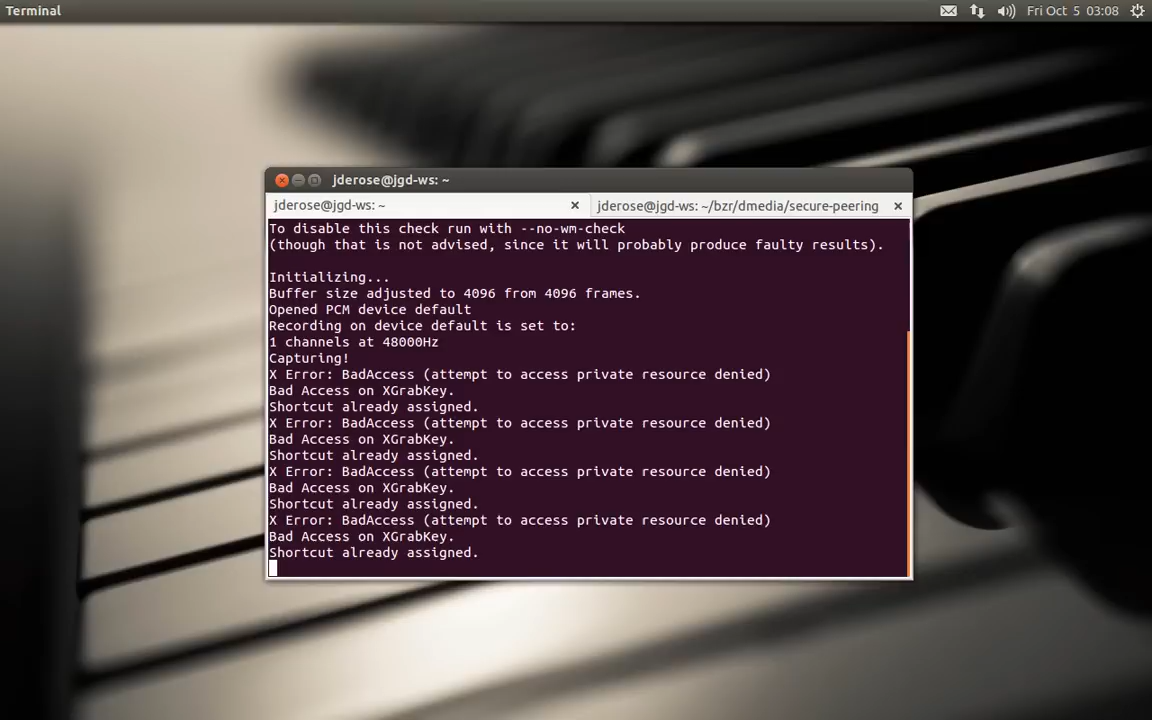 Terminal
Fri Oct 5 03:08
jderose@jgd-ws: ~
jderose@jgd-ws: ~
jderose@jgd-ws: ~/bzr/dmedia/secure-peering
To disable this check run with --no-wm-check
(though that is not advised, since it will probably produce faulty results).
Initializing...
Buffer size adjusted to 4096 from 4096 frames.
Opened PCM device default
Recording on device default is set to:
1 channels at 48000Hz
Capturing!
X Error: BadAccess (attempt to access private resource denied)
Bad Access on XGrabKey.
Shortcut already assigned.
X Error: BadAccess (attempt to access private resource denied)
Bad Access on XGrabKey.
Shortcut already assigned.
X Error: BadAccess (attempt to access private resource denied)
Bad Access on XGrabKey.
Shortcut already assigned.
X Error: BadAccess (attempt to access private resource denied)
Bad Access on XGrabKey.
Shortcut already assigned.